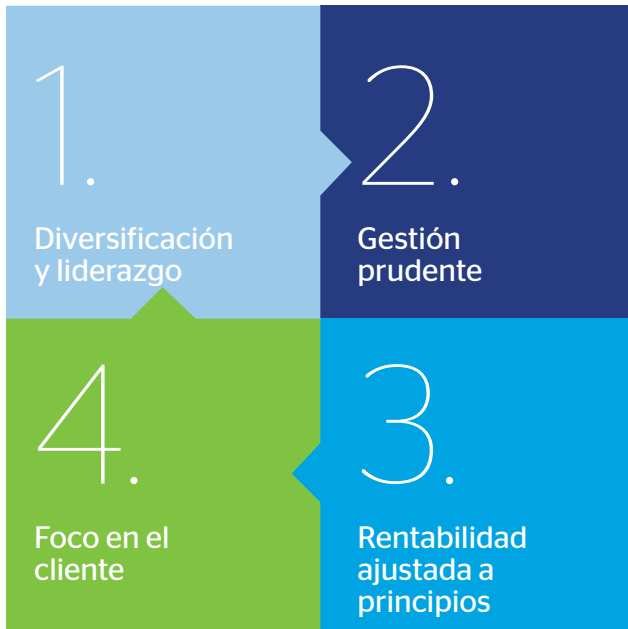 1.
Diversificación
y liderazgo
2.
Gestión
prudente
4.
Foco en el
cliente
3.
Rentabilidad
ajustada a
principios